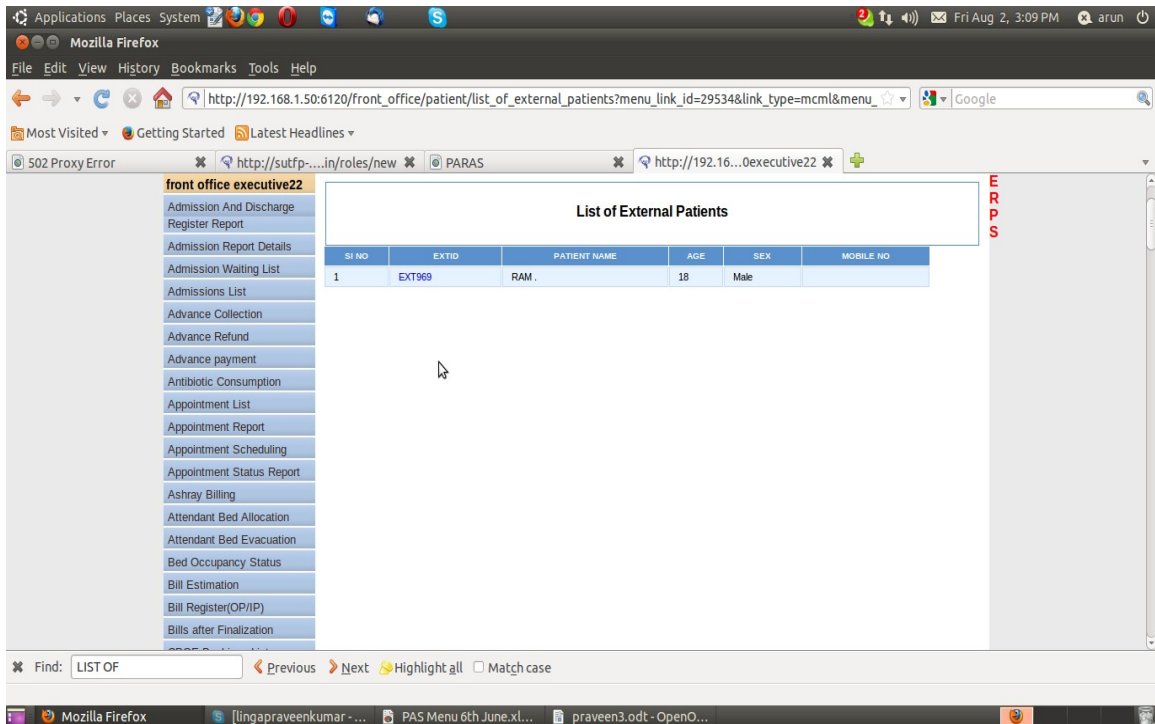 Applications Places System
2 Fri Aug 2, 3:09 PM arun
Mozilla Firefox
File Edit View History Bookmarks Tools Help
http://192.168.1.50:6120/front_office/patient/list_of_external_patients?menu_link_id=29534&link_type=mcml&menu_
Google
Most Visited Getting Started Latest Headlines
502 Proxy Error
http://sutfp-....in/roles/new
PARAS
http://192.16...0executive22
front office executive22
Admission And Discharge
Register Report
Admission Report Details
Admission Waiting List
Admissions List
Advance Collection
Advance Refund
Advance payment
Antibiotic Consumption
Appointment List
Appointment Report
Appointment Scheduling
Appointment Status Report
Ashray Billing
Attendant Bed Allocation
Attendant Bed Evacuation
Bed Occupancy Status
Bill Estimation
Bill Register(OP/IP)
Bills after Finalization
List of External Patients
SI NO EXTID PATIENT NAME AGE SEX MOBILE NO
1 EXT969 RAM . 18 Male
E
R
P
S
Find: LIST OF Previous Next Highlight all Match case
Mozilla Firefox [lingapraveenkumar - ... PAS Menu 6th June.xl... praveen3.odt - OpenO...